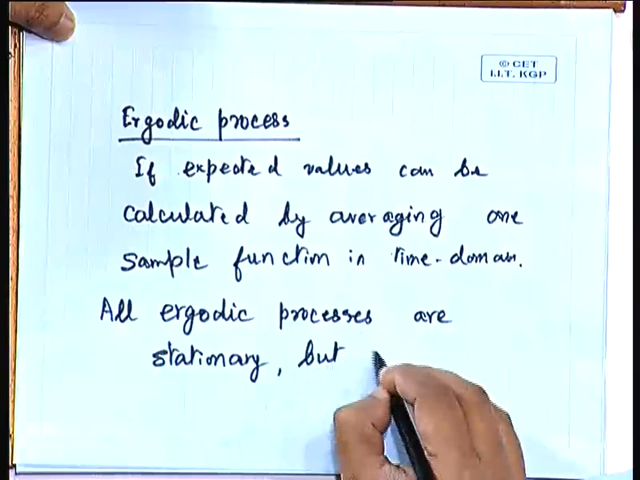 © CET
I.I.T. KGP
Ergodic process
If expected values can be
calculated by averaging one
sample function in time-domain.
All ergodic processes are
stationary, but